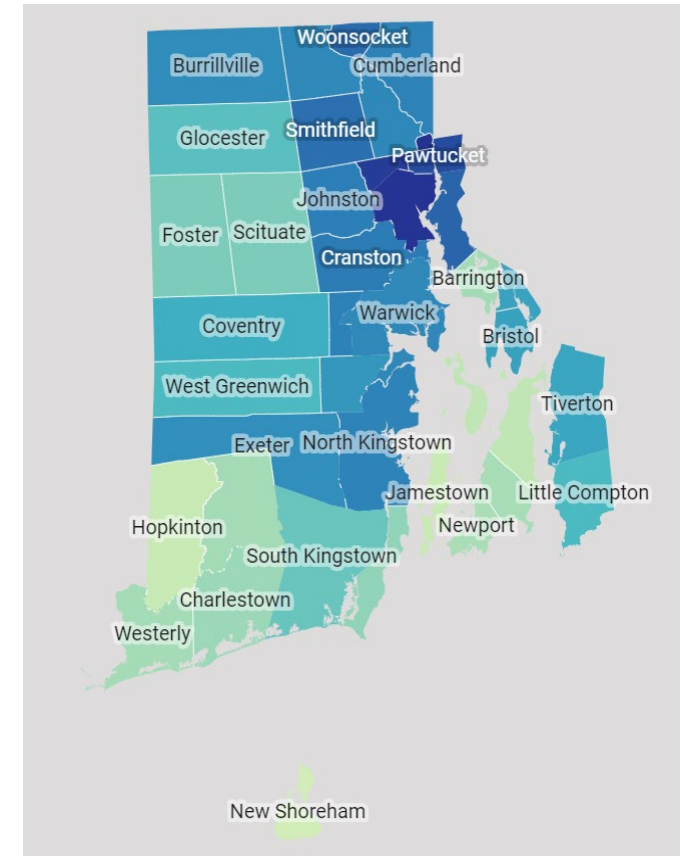 Woonsocket
Burrillville
Cumberland
Smithfield
Glocester
Pawtucket
Johnston
Foster
Scituate
Cranston
Barrington
Warwick
Coventry
Bristol
West Greenwich
Tiverton
Exeter
North Kingstown
Jamestown
Little Compton
Hopkinton
Newport
South Kingstown
Charlestown
Westerly
New Shoreham